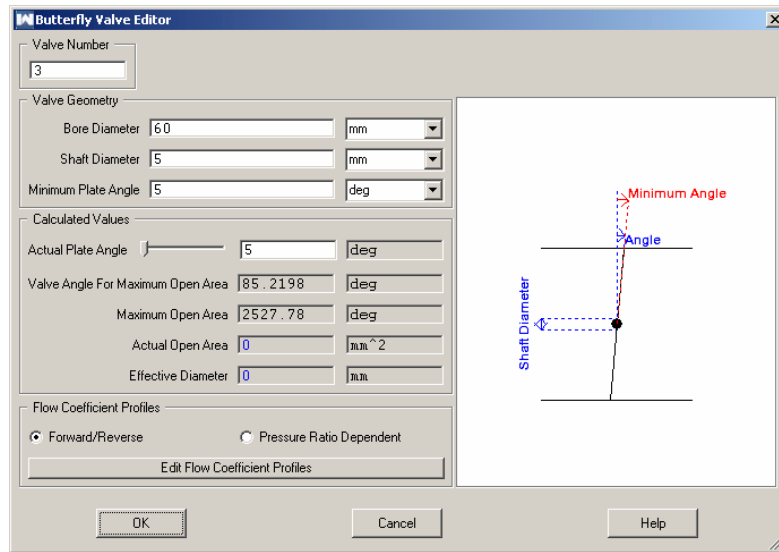 Butterfly Valve Editor
Valve Number
3
Valve Geometry
Bore Diameter 60 mm
Shaft Diameter 5 mm
Minimum Plate Angle 5 deg
Calculated Values
Actual Plate Angle 5 deg
Valve Angle For Maximum Open Area 85.2198 deg
Maximum Open Area 2527.78 deg
Actual Open Area 0 mm^2
Effective Diameter 0 mm
Flow Coefficient Profiles
Forward/Reverse Pressure Ratio Dependent
Edit Flow Coefficient Profiles
Minimum Angle
Angle
Shaft Diameter
OK Cancel Help